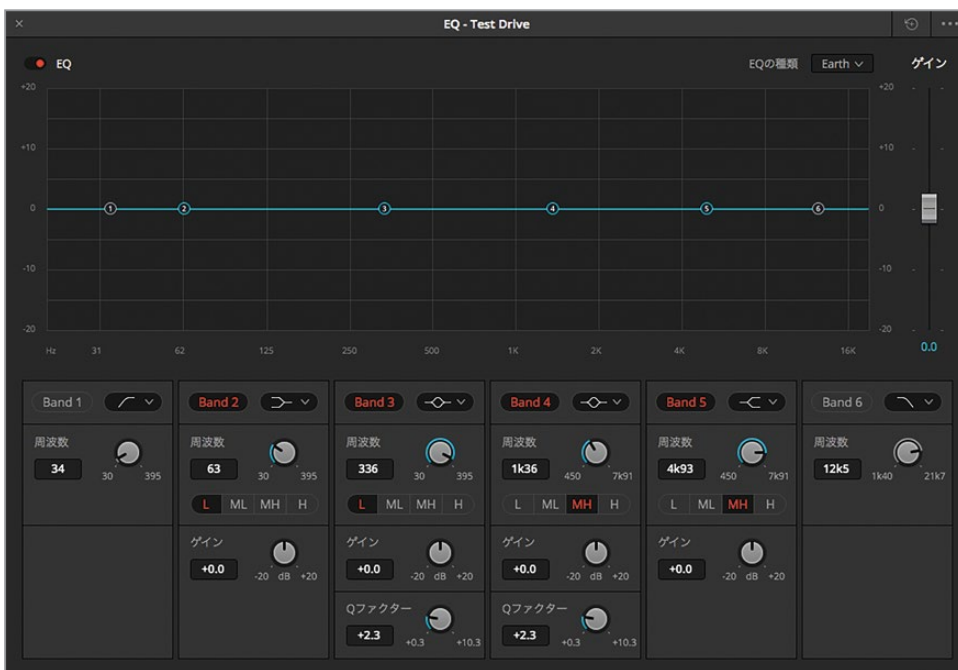 × EQ - Test Drive
EQ EQの種類 Earth ゲイン
+20 +20
+10 +10
0 0
-10 -10
-20 -20
1 2 3 4 5 6
Hz 31 62 125 250 500 1K 2K 4K 8K 16K 0.0
Band 1 Band 2 Band 3 Band 4 Band 5 Band 6
周波数 周波数 周波数 周波数 周波数 周波数
34 30 395 63 30 395 336 30 395 1k36 450 7k91 4k93 450 7k91 12k5 1k40 21k7
L ML MH H L ML MH H L ML MH H L ML MH H
ゲイン ゲイン ゲイン ゲイン
+0.0 -20 dB +20 +0.0 -20 dB +20 +0.0 -20 dB +20 +0.0 -20 dB +20
Qファクター Qファクター
+2.3 +0.3 +10.3 +2.3 +0.3 +10.3